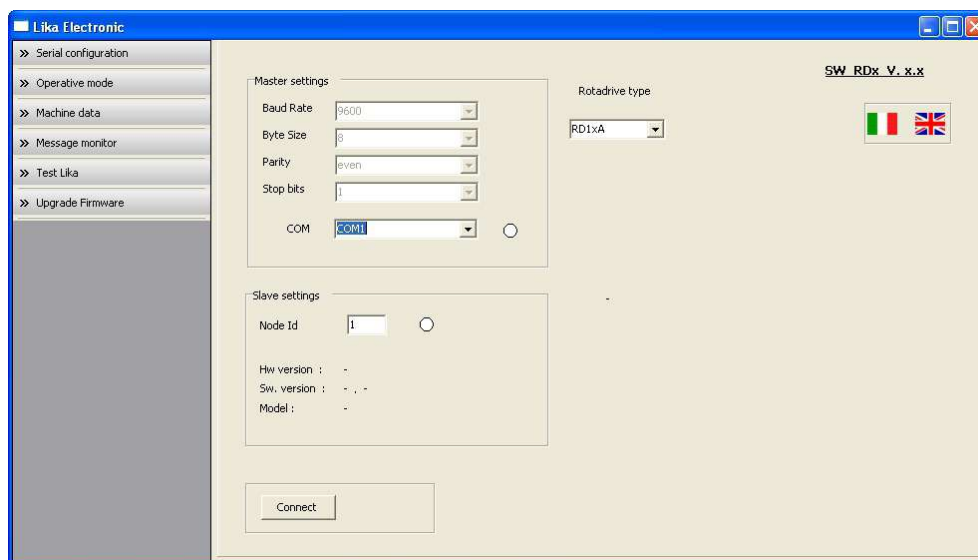 Lika Electronic
» Serial configuration
» Operative mode
» Machine data
» Message monitor
» Test Lika
» Upgrade Firmware
Master settings
Baud Rate 9600
Byte Size 8
Parity even
Stop bits 1
COM COM1
Rotadrive type
RD1xA
SW RDx V. x.x
Slave settings
Node Id 1
Hw version : -
Sw. version : - . -
Model : -
-
Connect